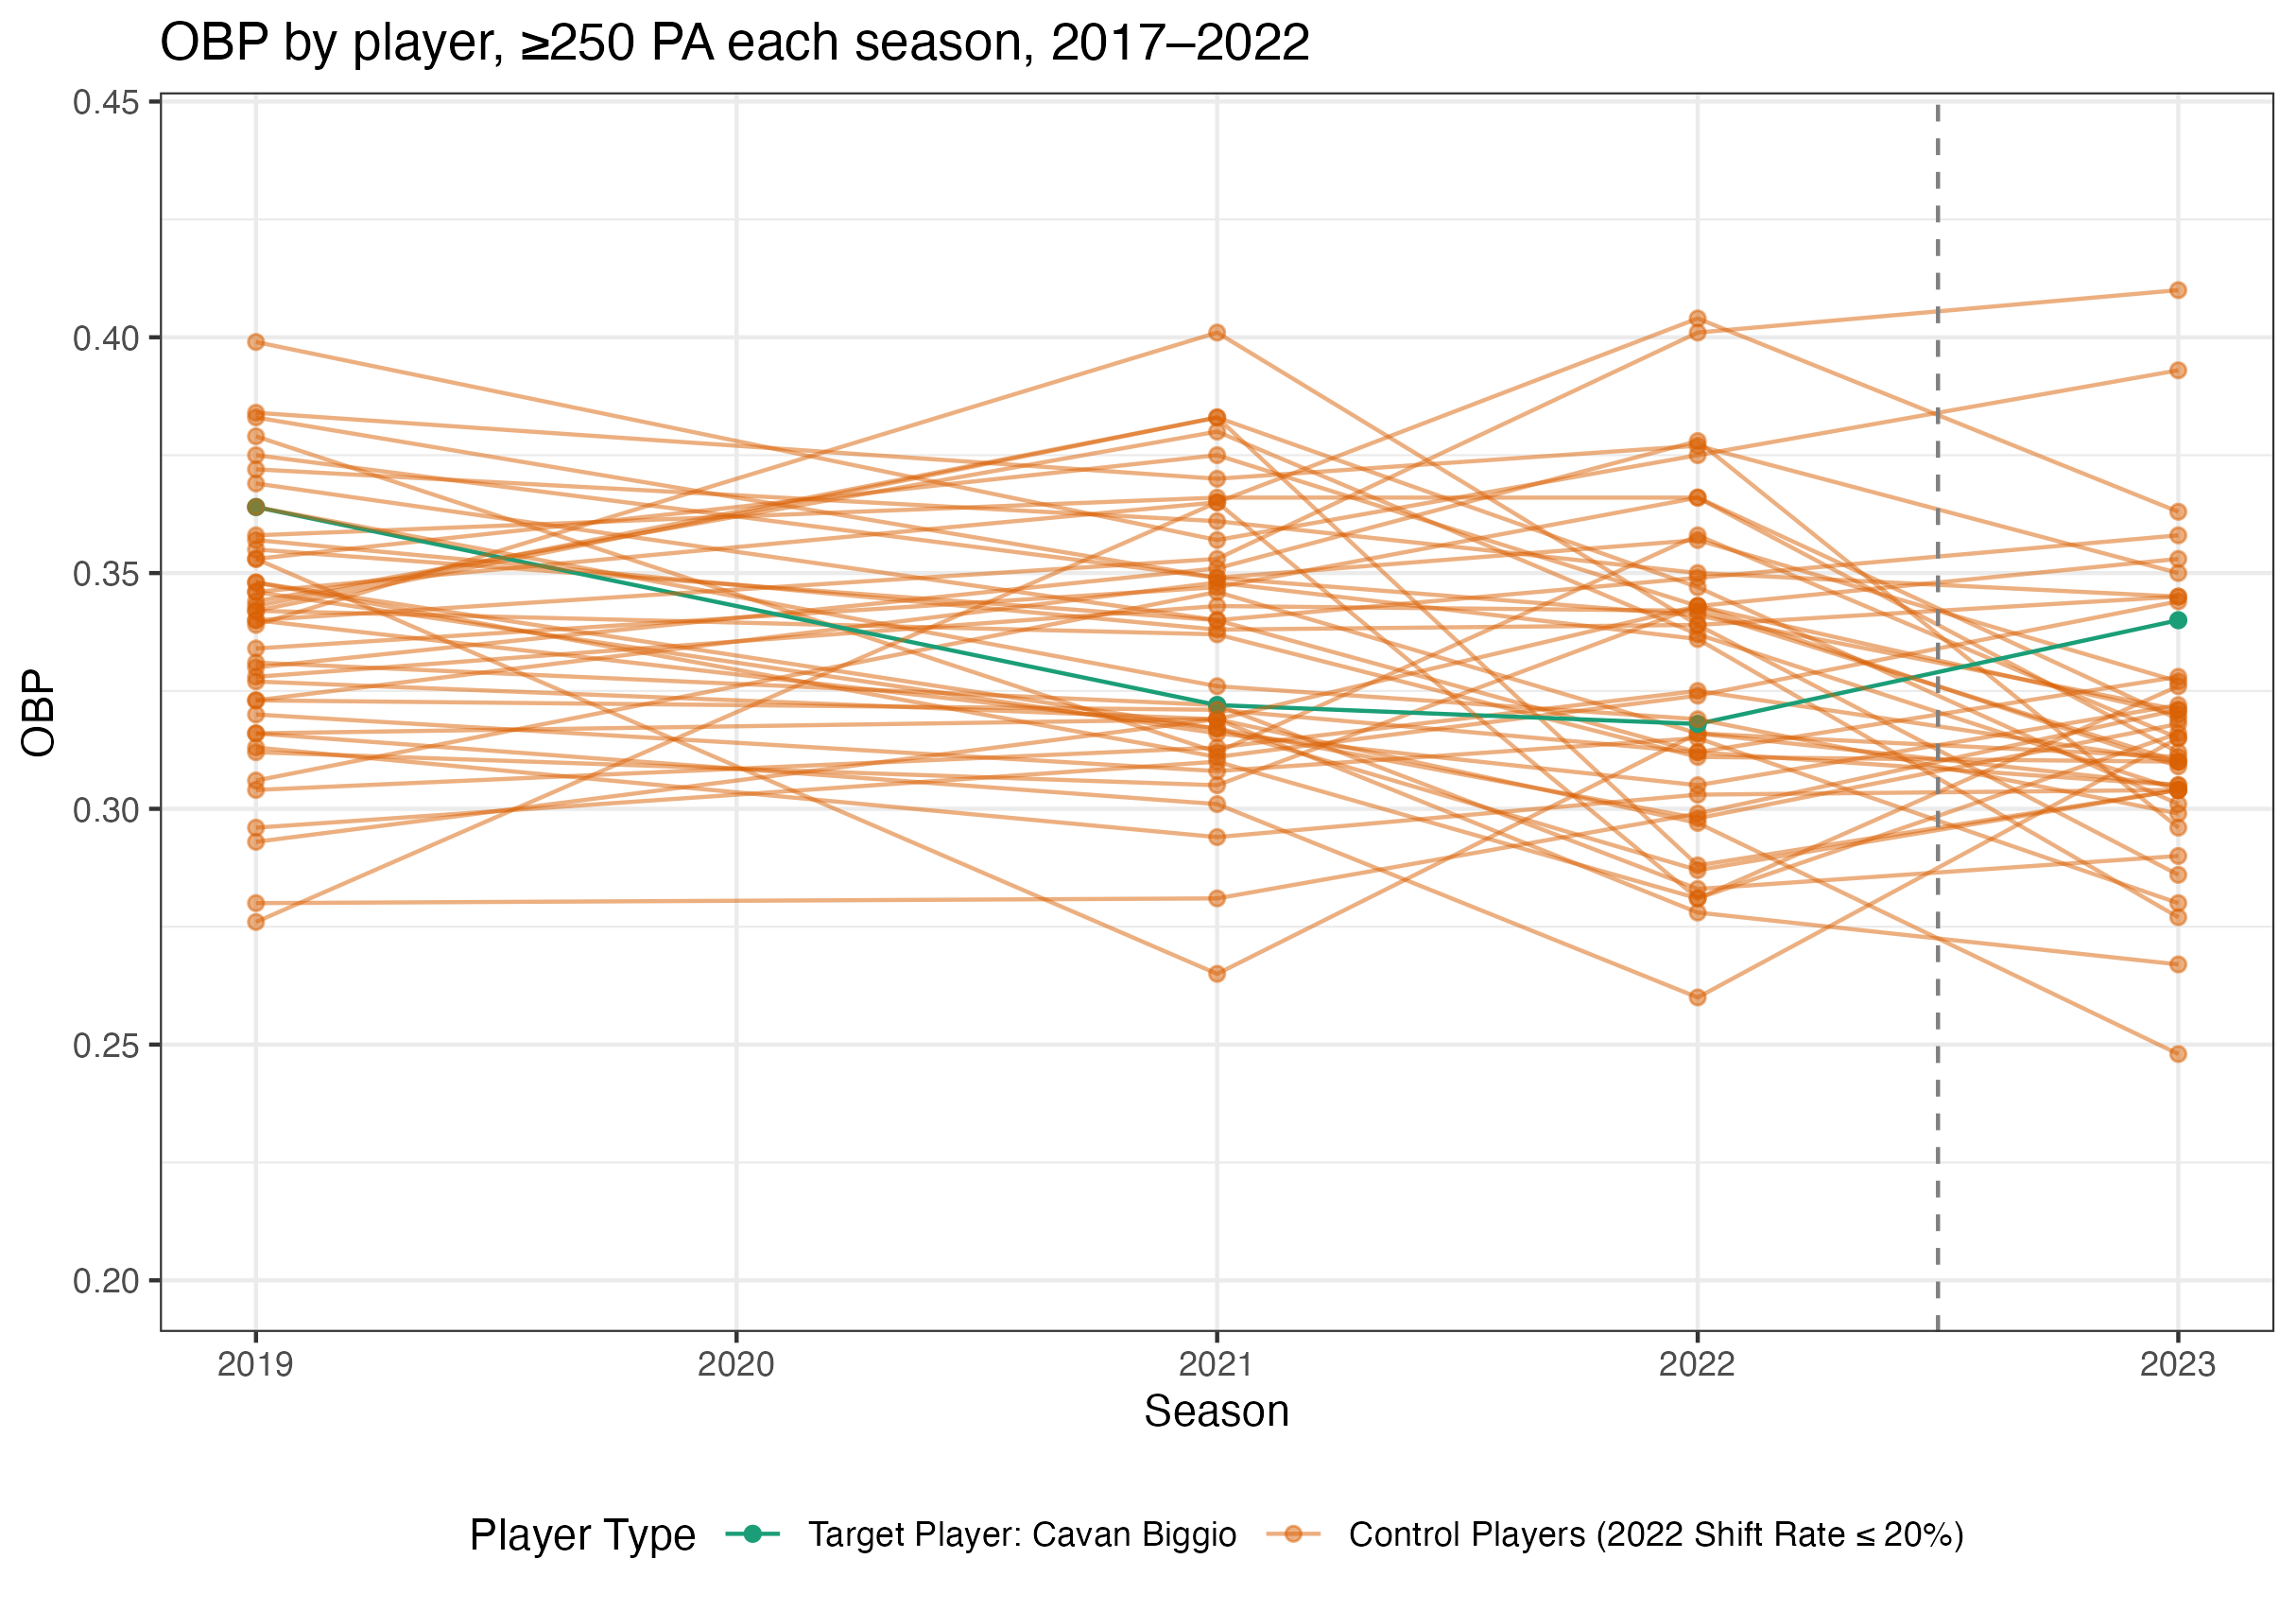 OBP by player, ≥250 PA each season, 2017–2022
0.45
0.40
0.35
0.30
0.25
0.20
OBP
2019 2020 2021 2022 2023
Season
Player Type Target Player: Cavan Biggio Control Players (2022 Shift Rate ≤ 20%)